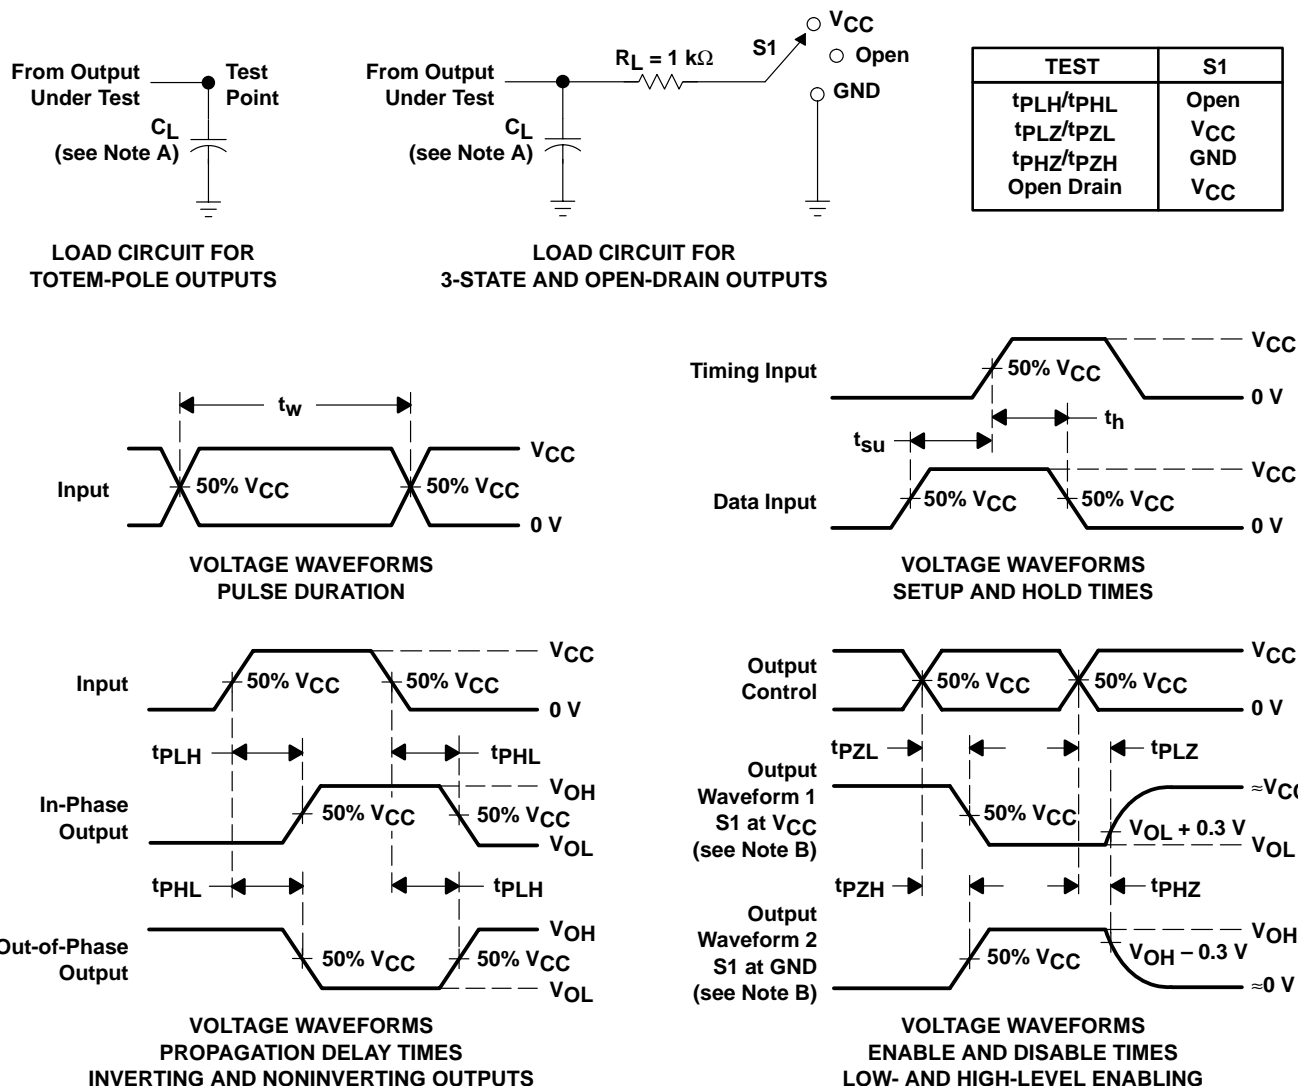 From Output
Under Test
Test
Point
CL
(see Note A)
LOAD CIRCUIT FOR
TOTEM-POLE OUTPUTS
From Output
Under Test
RL = 1 kΩ
S1
VCC
Open
GND
CL
(see Note A)
LOAD CIRCUIT FOR
3-STATE AND OPEN-DRAIN OUTPUTS
TEST S1
tPLH/tPHL Open
tPLZ/tPZL VCC
tPHZ/tPZH GND
Open Drain VCC
tw
Input
50% VCC
50% VCC
VCC
0 V
VOLTAGE WAVEFORMS
PULSE DURATION
Timing Input
50% VCC
VCC
0 V
tsu
th
Data Input
50% VCC
50% VCC
VCC
0 V
VOLTAGE WAVEFORMS
SETUP AND HOLD TIMES
Input
50% VCC
50% VCC
VCC
0 V
tPLH
tPHL
In-Phase
Output
50% VCC
50% VCC
VOH
VOL
tPHL
tPLH
Out-of-Phase
Output
50% VCC
50% VCC
VOH
VOL
VOLTAGE WAVEFORMS
PROPAGATION DELAY TIMES
INVERTING AND NONINVERTING OUTPUTS
Output
Control
50% VCC
50% VCC
VCC
0 V
tPZL
tPLZ
Output
Waveform 1
S1 at VCC
(see Note B)
50% VCC
≈VCC
VOL + 0.3 V
VOL
tPZH
tPHZ
Output
Waveform 2
S1 at GND
(see Note B)
50% VCC
VOH
VOH – 0.3 V
≈0 V
VOLTAGE WAVEFORMS
ENABLE AND DISABLE TIMES
LOW- AND HIGH-LEVEL ENABLING